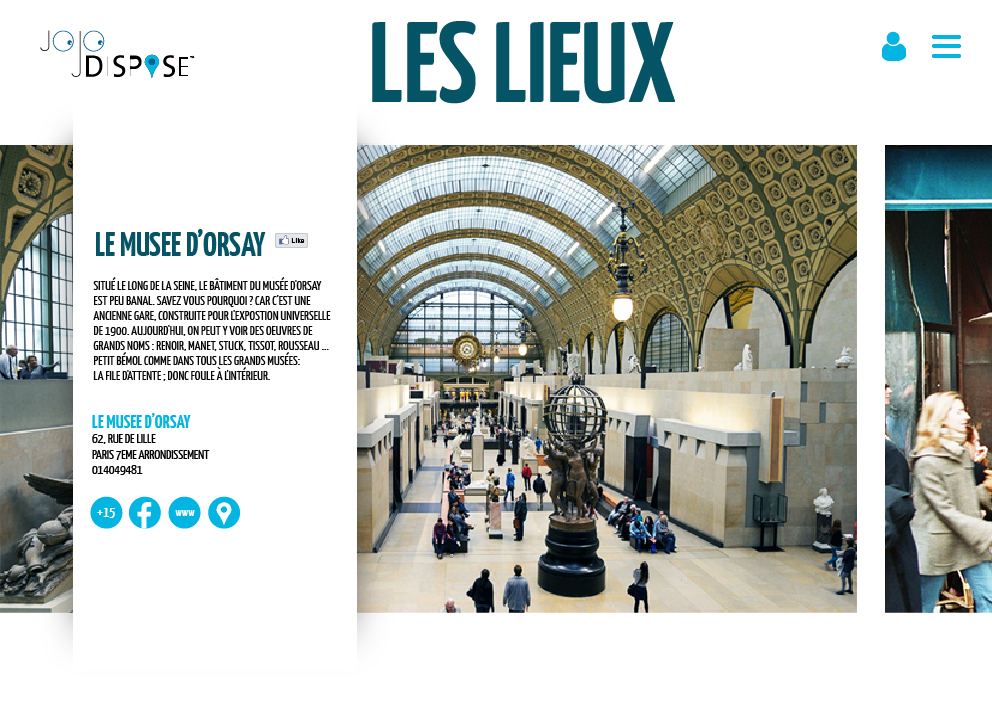 JOJO
JDISPOSE™
LES LIEUX
LE MUSEE D'ORSAY
Like
SITUÉ LE LONG DE LA SEINE, LE BÂTIMENT DU MUSÉE D'ORSAY
EST PEU BANAL. SAVEZ VOUS POURQUOI ? CAR C'EST UNE
ANCIENNE GARE, CONSTRUITE POUR L'EXPOSTION UNIVERSELLE
DE 1900. AUJOURD'HUI, ON PEUT Y VOIR DES OEUVRES DE
GRANDS NOMS : RENOIR, MANET, STUCK, TISSOT, ROUSSEAU ...
PETIT BÉMOL COMME DANS TOUS LES GRANDS MUSÉES:
LA FILE D'ATTENTE ; DONC FOULE À L'INTÉRIEUR.
LE MUSEE D'ORSAY
62, RUE DE LILLE
PARIS 7EME ARRONDISSEMENT
014049481
+15
www